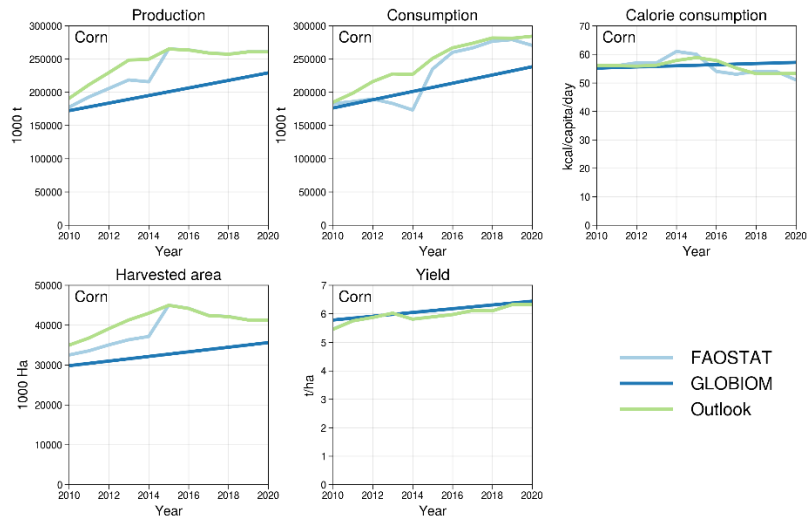 Production
Corn
1000 t
300000
250000
200000
150000
100000
50000
0
2010 2012 2014 2016 2018 2020
Year
Consumption
Corn
1000 t
300000
250000
200000
150000
100000
50000
0
2010 2012 2014 2016 2018 2020
Year
Calorie consumption
Corn
kcal/capita/day
70
60
50
40
30
20
10
0
2010 2012 2014 2016 2018 2020
Year
Harvested area
Corn
1000 Ha
50000
40000
30000
20000
10000
0
2010 2012 2014 2016 2018 2020
Year
Yield
Corn
t/ha
7
6
5
4
3
2
1
0
2010 2012 2014 2016 2018 2020
Year
FAOSTAT
GLOBIOM
Outlook